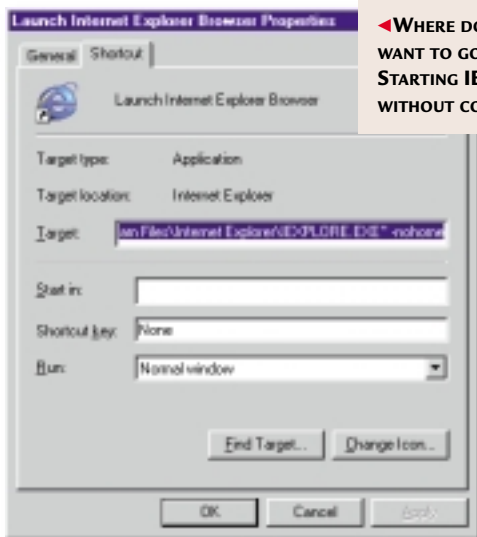 Launch Internet Explorer Browser Properties
◄WHERE DO
WANT TO GO
STARTING IE
WITHOUT CO
General Shortcut
Launch Internet Explorer Browser
Target type: Application
Target location: Internet Explorer
Target: am Files\Internet Explorer\IEXPLORE.EXE" -nohome
Start in:
Shortcut key: None
Run: Normal window
Find Target... Change Icon...
OK Cancel Apply